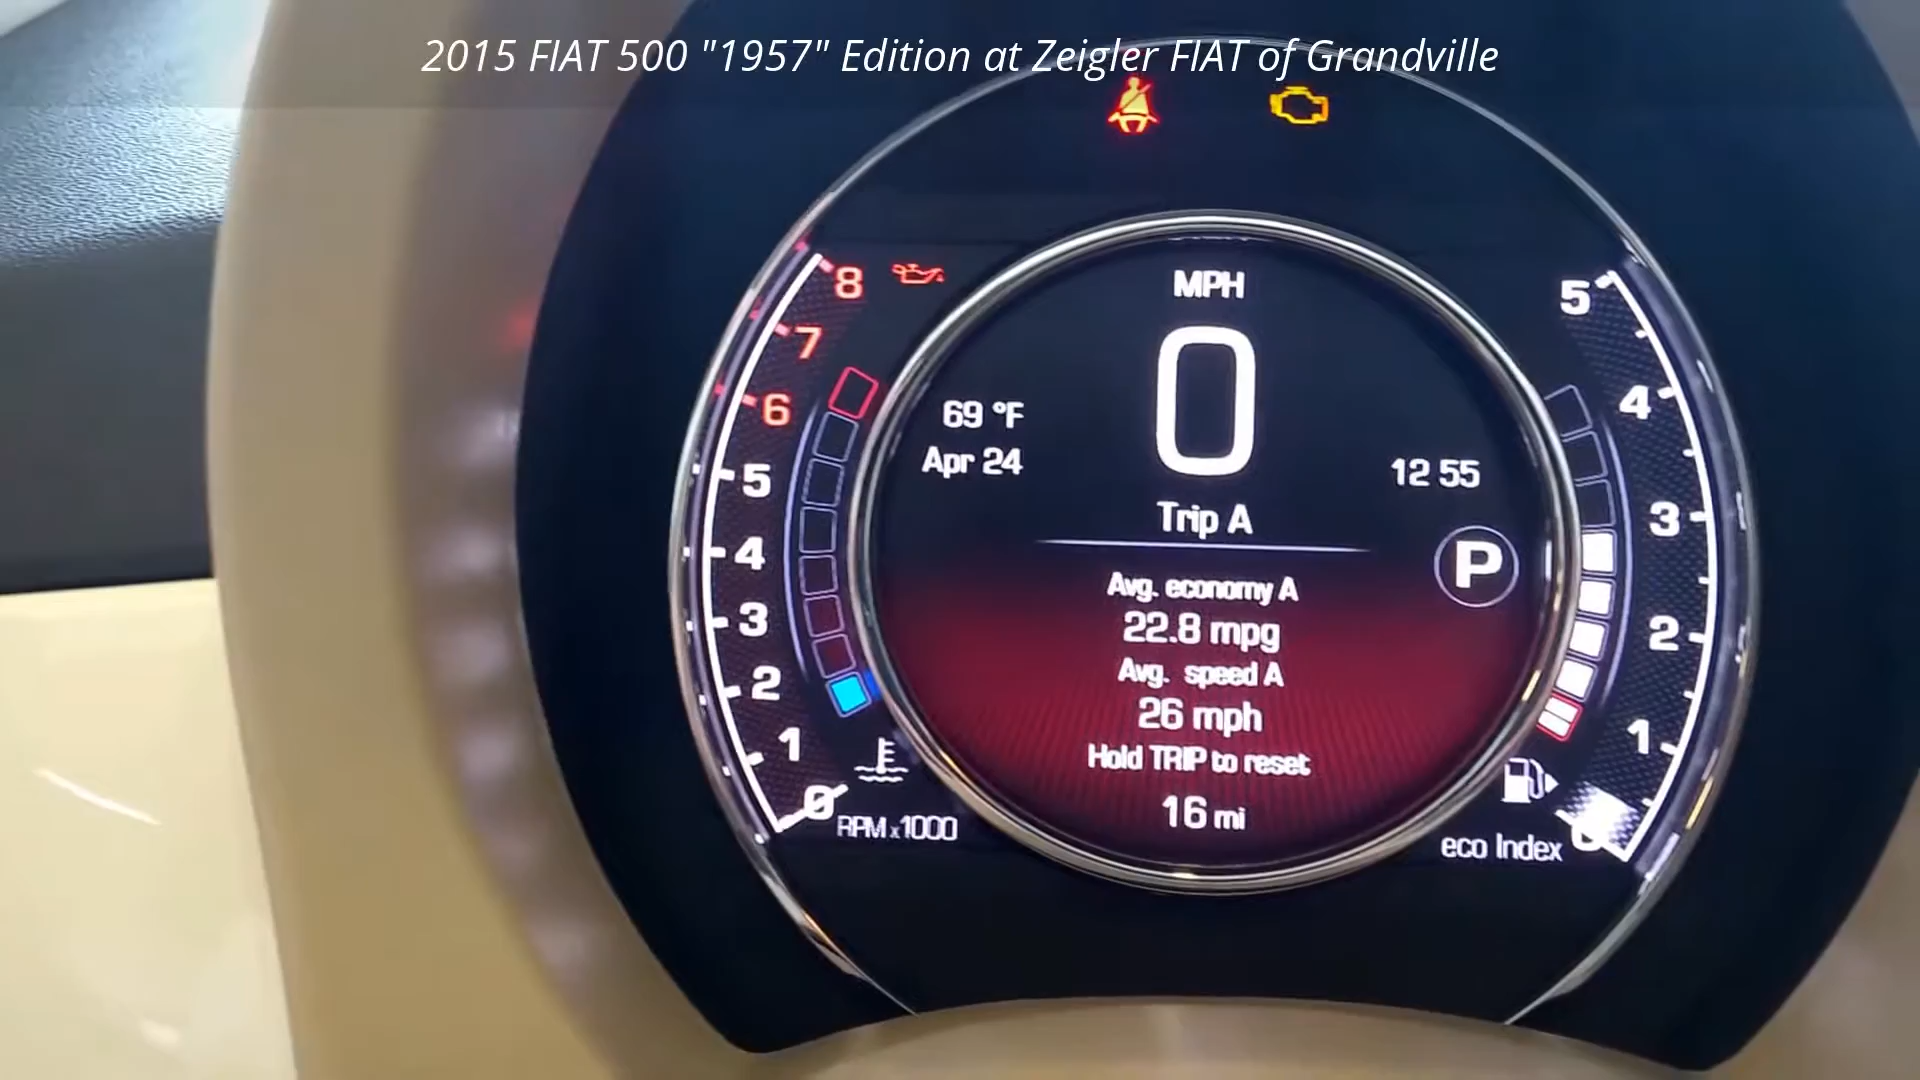 2015 FIAT 500 "1957" Edition at Zeigler FIAT of Grandville
8
7
6
5
4
3
2
1
0
RPM x1000
MPH
0
69 °F
Apr 24
12 55
Trip A
P
Avg. economy A
22.8 mpg
Avg. speed A
26 mph
Hold TRIP to reset
16 mi
5
4
3
2
1
0
eco Index